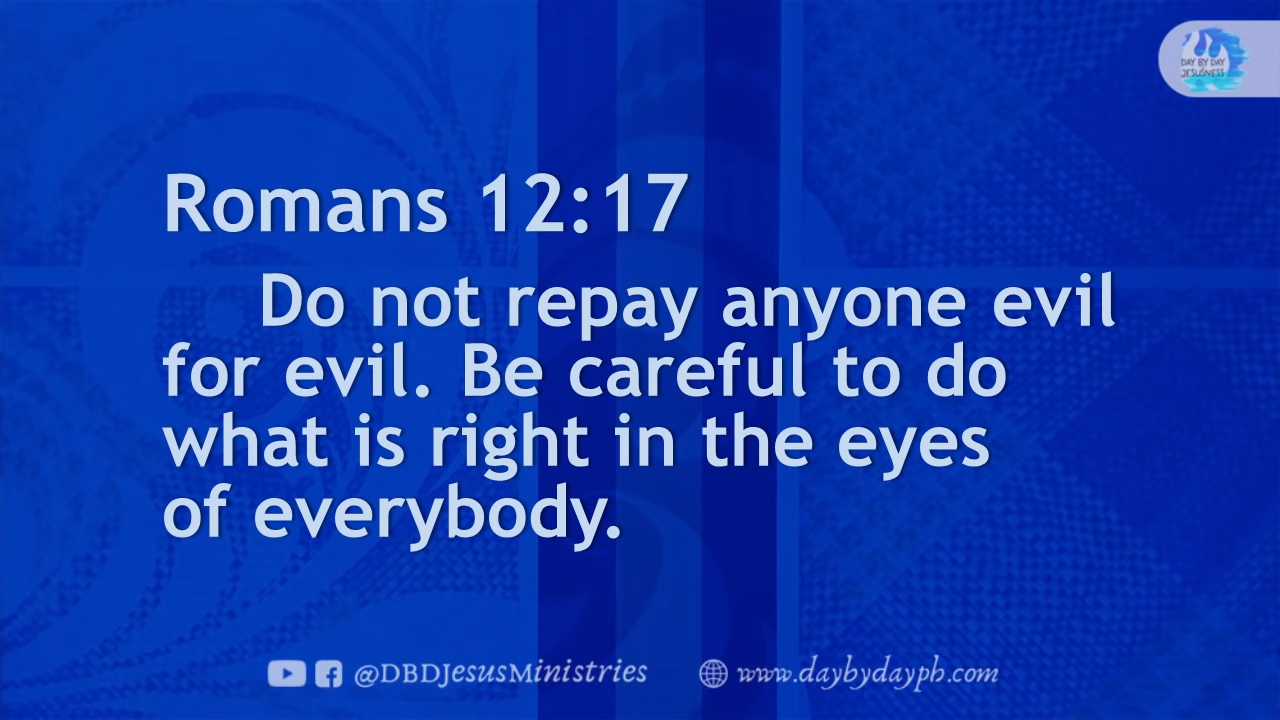 DAY BY DAY
JESUSNESS
Romans 12:17
Do not repay anyone evil
for evil. Be careful to do
what is right in the eyes
of everybody.
@DBDJesusMinistries www.daybydayph.com